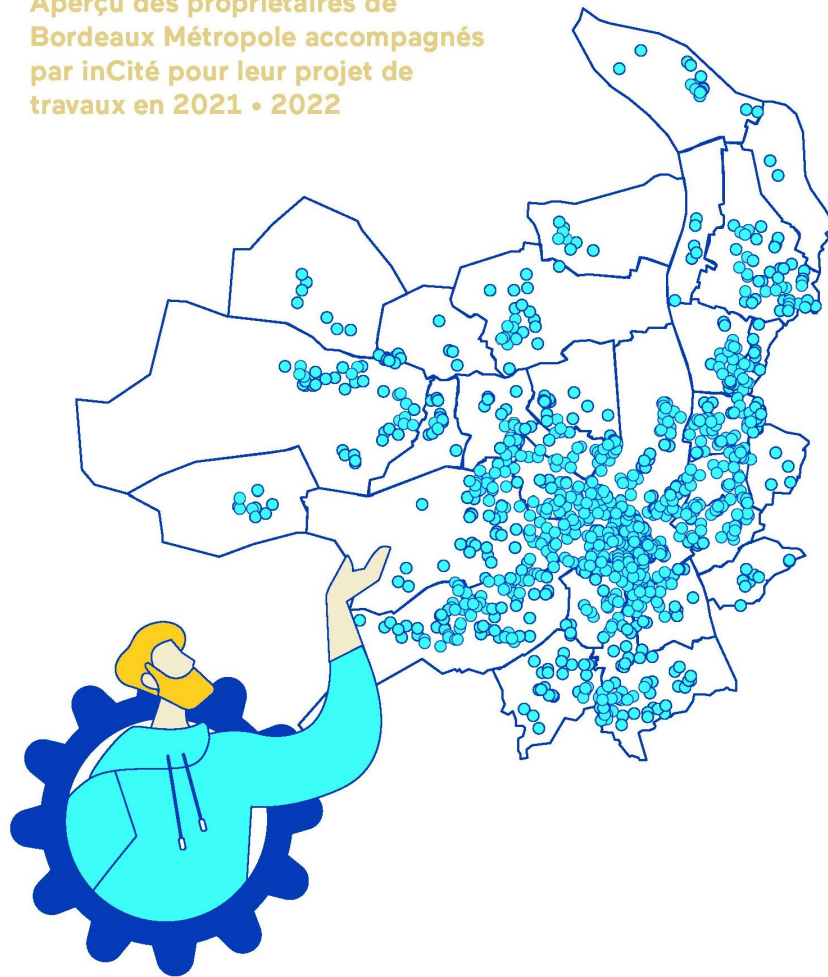 Aperçu des propriétaires de
Bordeaux Métropole accompagnés
par inCité pour leur projet de
travaux en 2021 • 2022